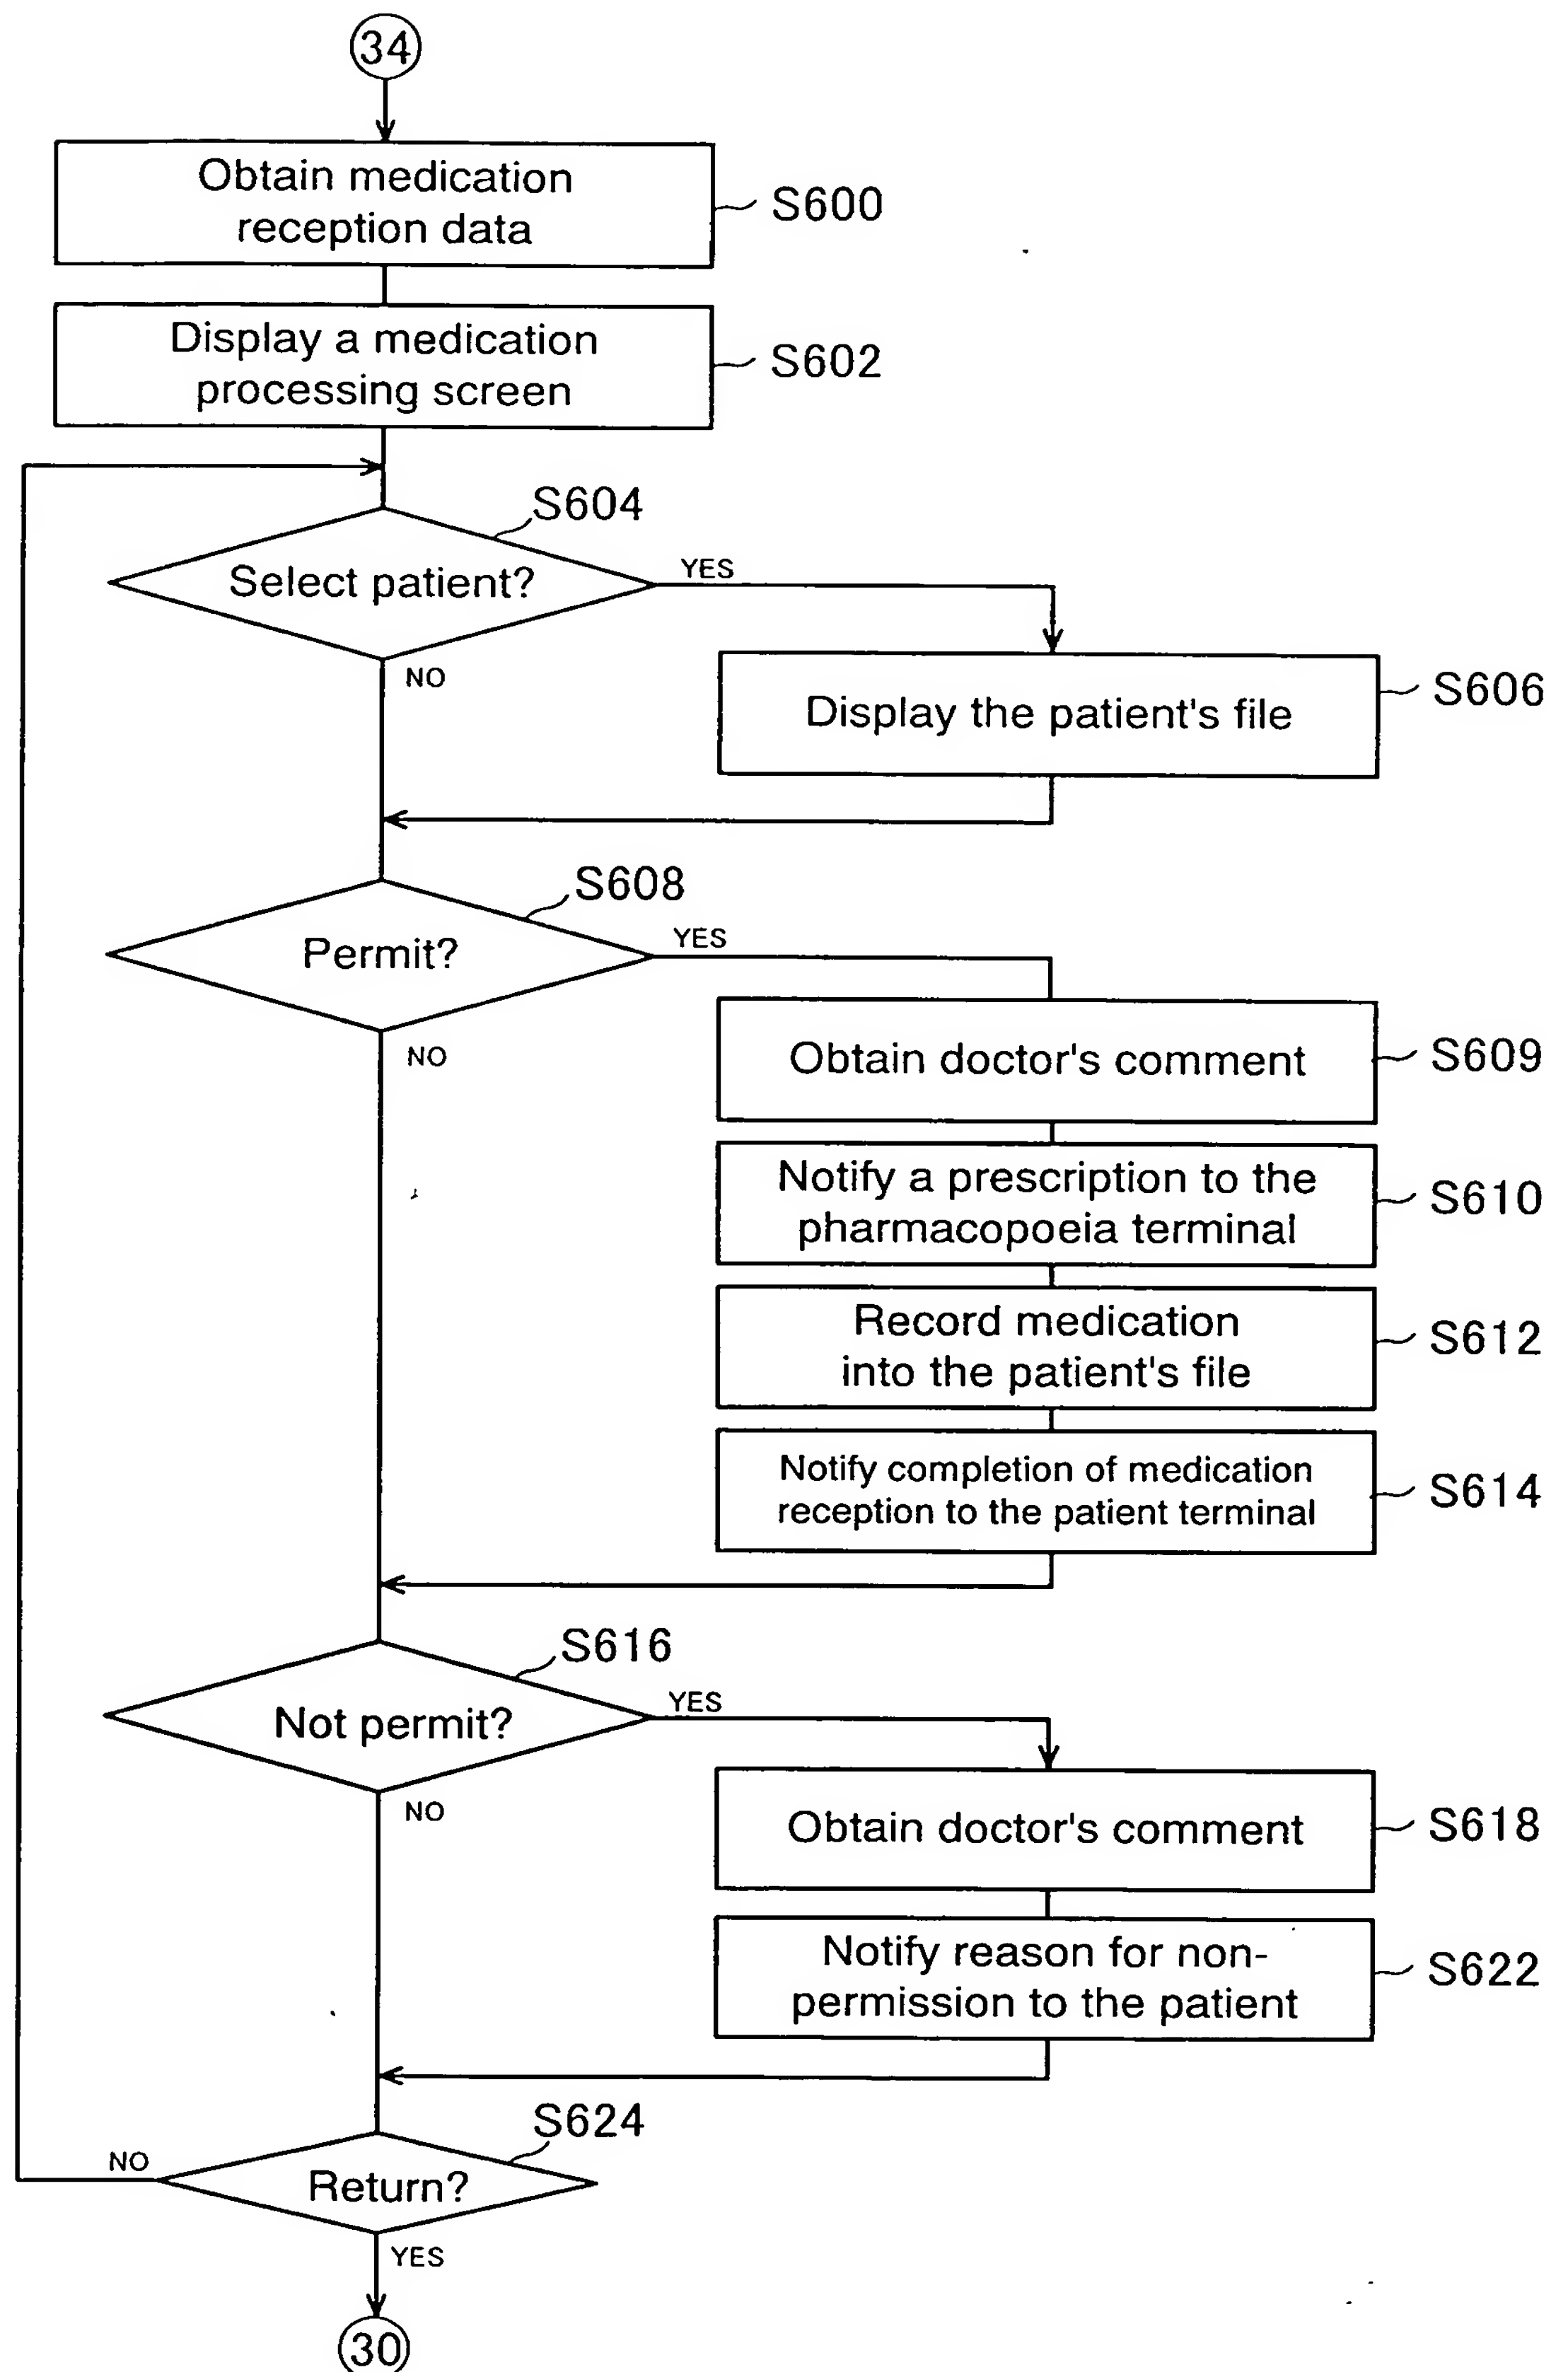 34
Obtain medication
reception data
S600
Display a medication
processing screen
S602
S604
Select patient?
YES
NO
Display the patient's file
S606
S608
Permit?
YES
NO
Obtain doctor's comment
S609
Notify a prescription to the
pharmacopoeia terminal
S610
Record medication
into the patient's file
S612
Notify completion of medication
reception to the patient terminal
S614
S616
Not permit?
YES
NO
Obtain doctor's comment
S618
Notify reason for non-
permission to the patient
S622
S624
NO
Return?
YES
30